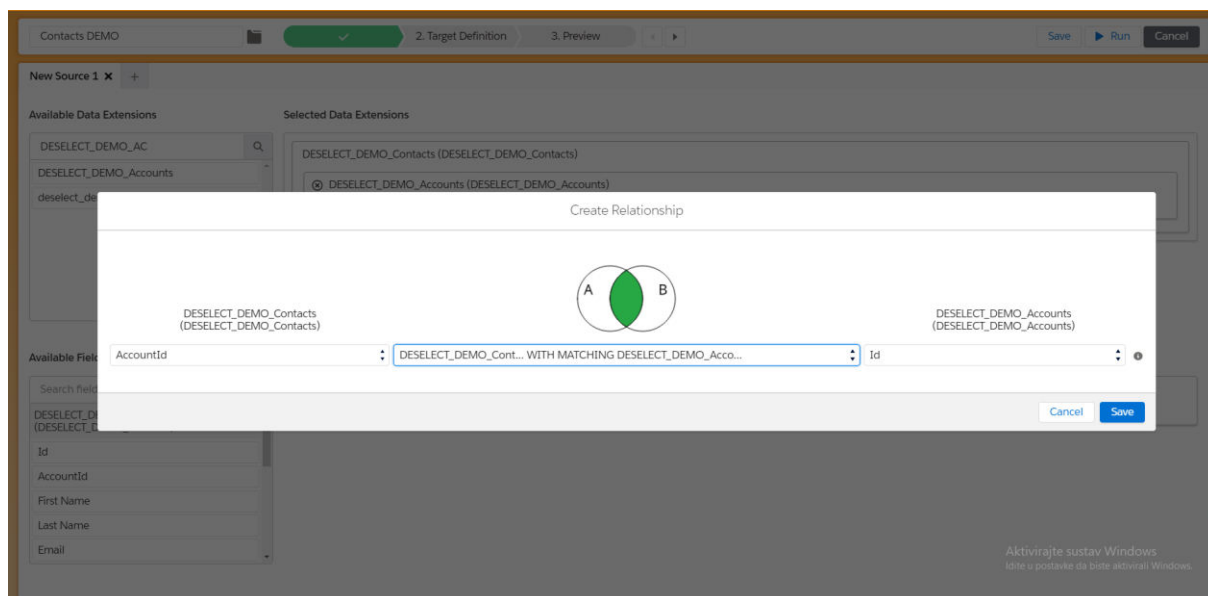 Contacts DEMO
2. Target Definition
3. Preview
Save
Run
Cancel
New Source 1
Available Data Extensions
Selected Data Extensions
DESELECT_DEMO_AC
DESELECT_DEMO_Contacts (DESELECT_DEMO_Contacts)
DESELECT_DEMO_Accounts
DESELECT_DEMO_Accounts (DESELECT_DEMO_Accounts)
Create Relationship
A
B
DESELECT_DEMO_Contacts
(DESELECT_DEMO_Contacts)
DESELECT_DEMO_Accounts
(DESELECT_DEMO_Accounts)
AccountId
DESELECT_DEMO_Cont... WITH MATCHING DESELECT_DEMO_Acco...
Id
Cancel
Save
Available
Search
Id
AccountId
First Name
Last Name
Email
Aktivirajte sustav Windows
Idite u postavke da biste aktivirali Windows.